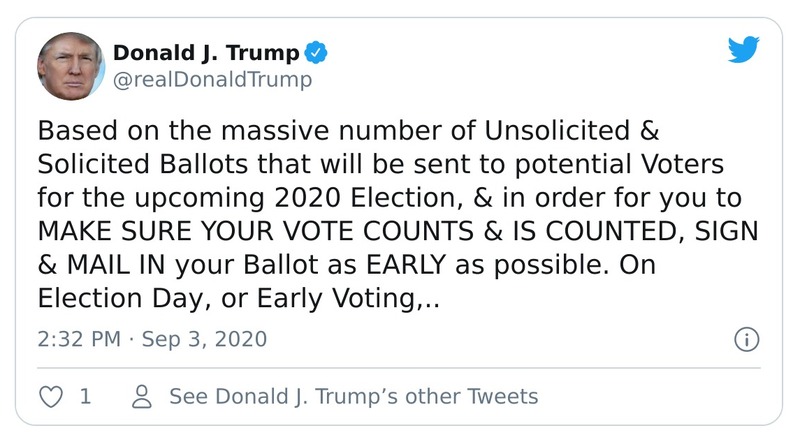 Donald J. Trump
@realDonaldTrump
Based on the massive number of Unsolicited &
Solicited Ballots that will be sent to potential Voters
for the upcoming 2020 Election, & in order for you to
MAKE SURE YOUR VOTE COUNTS & IS COUNTED, SIGN
& MAIL IN your Ballot as EARLY as possible. On
Election Day, or Early Voting,..
2:32 PM · Sep 3, 2020
1 See Donald J. Trump’s other Tweets